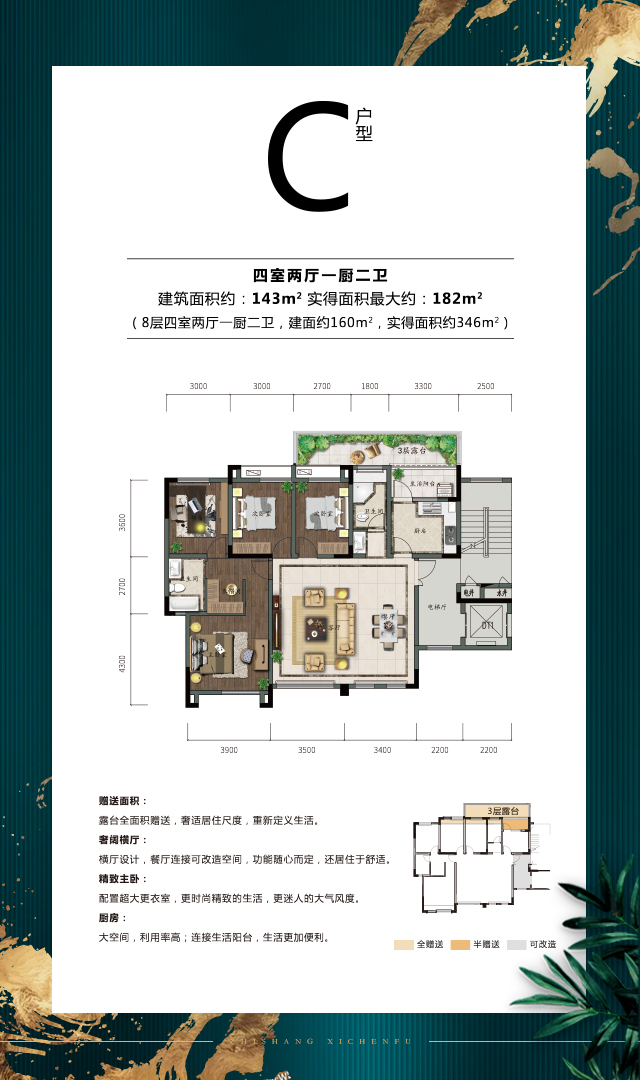 C
户型
四室两厅一厨二卫
建筑面积约：143m² 实得面积最大约：182m²
（8层四室两厅一厨二卫，建面约160m²，实得面积约346m²）
3000 3000 2700 1800 3300 2500
3层露台
生活阳台
次卧室 次卧室 卫生间
厨房
3600
2700
4300
卫生间
电井 水井
电梯厅
DT1
客厅 餐厅
3900 3500 3400 2200 2200
赠送面积：
露台全面积赠送，奢适居住尺度，重新定义生活。
奢阔横厅：
横厅设计，餐厅连接可改造空间，功能随心而定，还居住于舒适。
精致主卧：
配置超大更衣室，更时尚精致的生活，更迷人的大气风度。
厨房：
大空间，利用率高；连接生活阳台，生活更加便利。
3层露台
全赠送 半赠送 可改造
SHISHANG XICHENFU